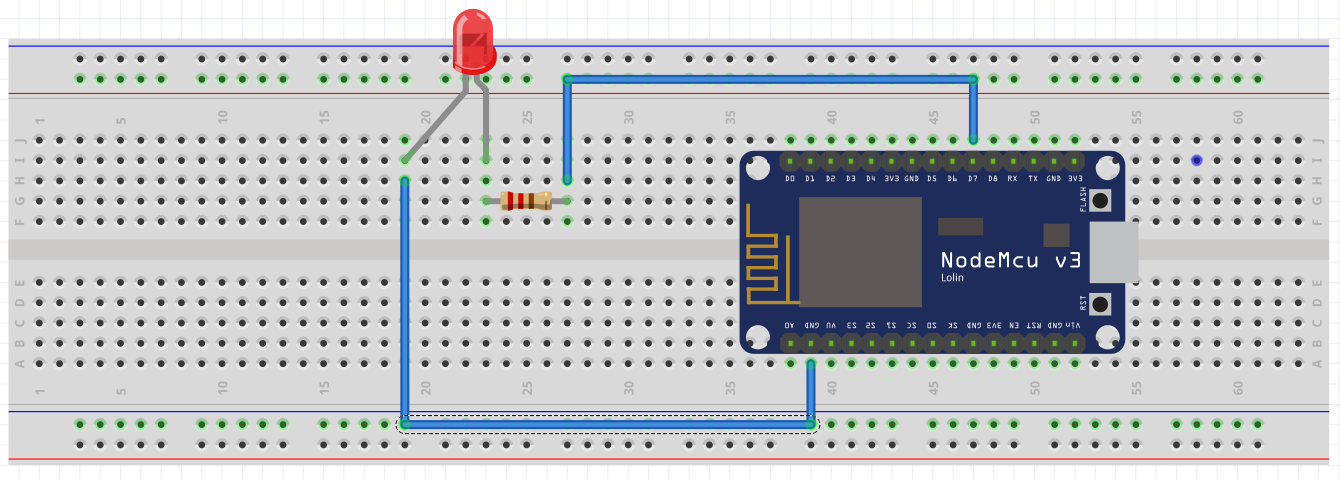 1 5 10 15 20 25 30 35 40 45 50 55 60
J J
I I
D0 D1 D2 D3 D4 3V3 GND D5 D6 D7 D8 RX TX GND 3V3
H H
FLASH
G G
F F
NodeMcu v3
Lolin
E E
D D
RST
C C
A0 GND VU S3 S2 S1 SC S0 SK GND 3V3 EN RST GND Vin
B B
A A
1 5 10 15 20 25 30 35 40 45 50 55 60